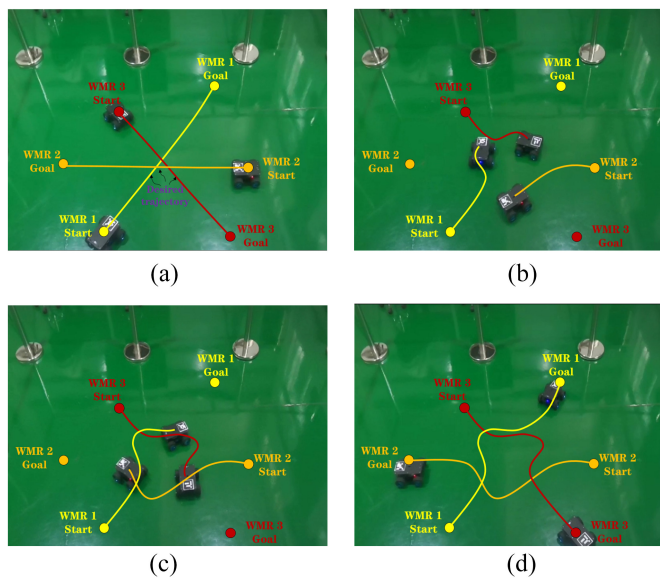 WMR 3
Start
WMR 1
Goal
WMR 2
Goal
WMR 2
Start
Desired
trajectory
WMR 1
Start
WMR 3
Goal
(a)
WMR 1
Goal
WMR 3
Start
WMR 2
Goal
WMR 2
Start
WMR 1
Start
WMR 3
Goal
(b)
WMR 1
Goal
WMR 3
Start
WMR 2
Goal
WMR 2
Start
WMR 1
Start
WMR 3
Goal
(c)
WMR 1
Goal
WMR 3
Start
WMR 2
Goal
WMR 2
Start
WMR 1
Start
WMR 3
Goal
(d)